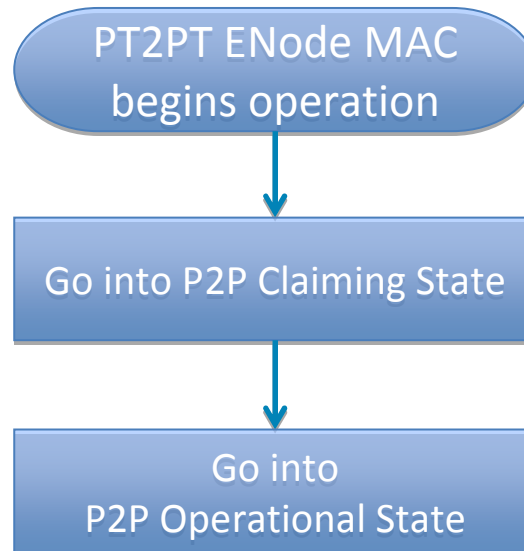 PT2PT ENode MAC
begins operation
Go into P2P Claiming State
Go into
P2P Operational State